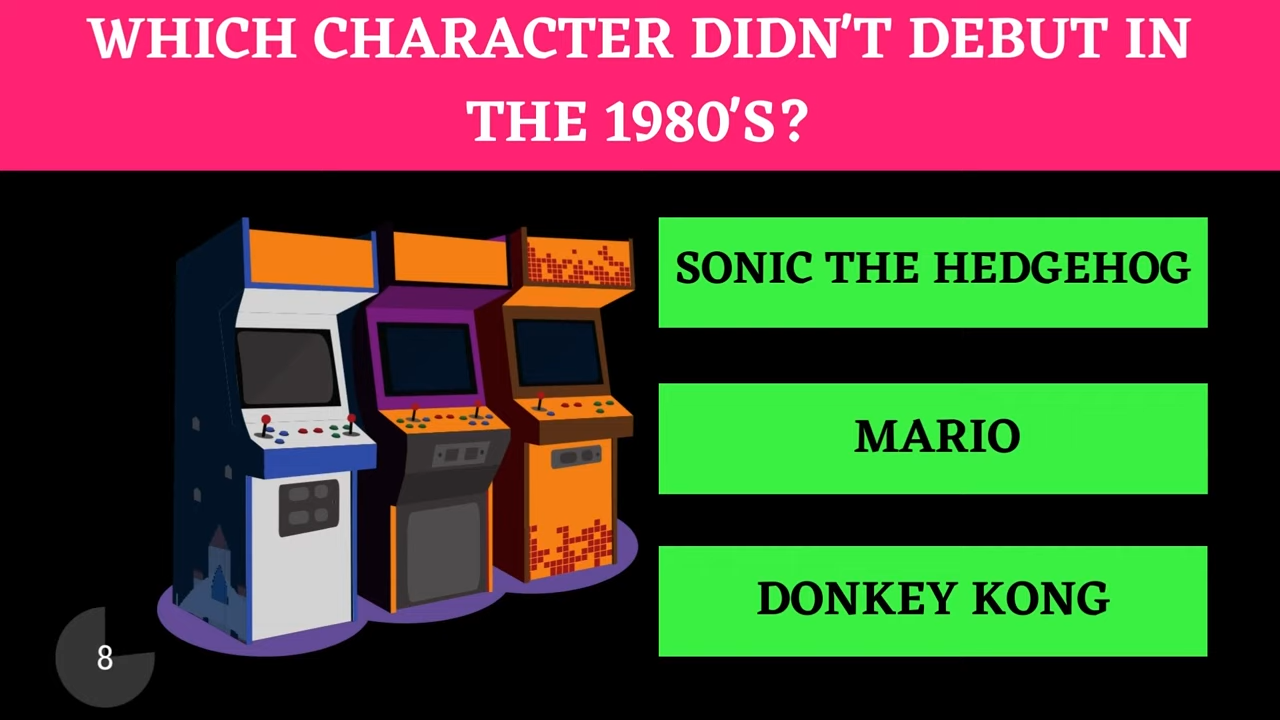 WHICH CHARACTER DIDN'T DEBUT IN
THE 1980'S?
SONIC THE HEDGEHOG
MARIO
DONKEY KONG
8